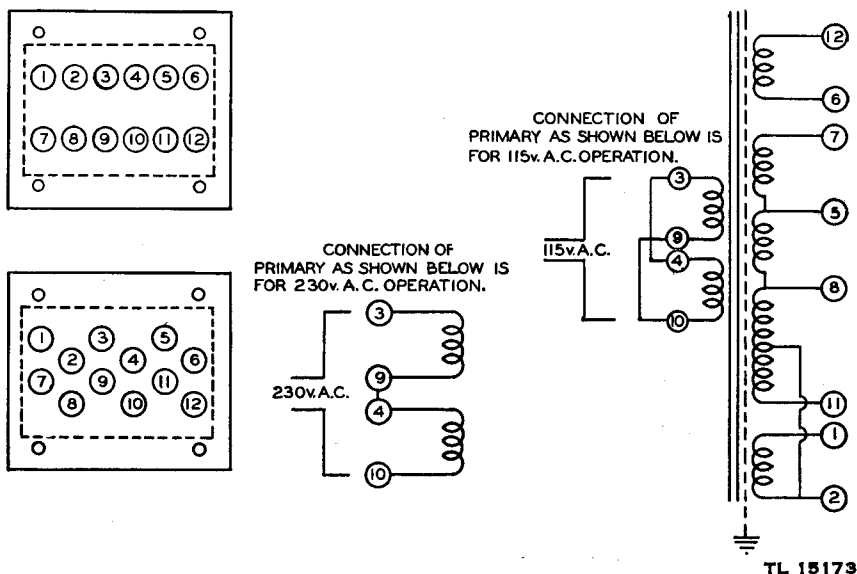 1 2 3 4 5 6
7 8 9 10 11 12
1 3 5
2 4 6
7 9 11
8 10 12
CONNECTION OF
PRIMARY AS SHOWN BELOW IS
FOR 230v. A.C. OPERATION.
3
9
230v.A.C.
4
10
CONNECTION OF
PRIMARY AS SHOWN BELOW IS
FOR 115v. A.C. OPERATION.
3
9
115v.A.C.
4
10
12
6
7
5
8
11
1
2
TL 15173